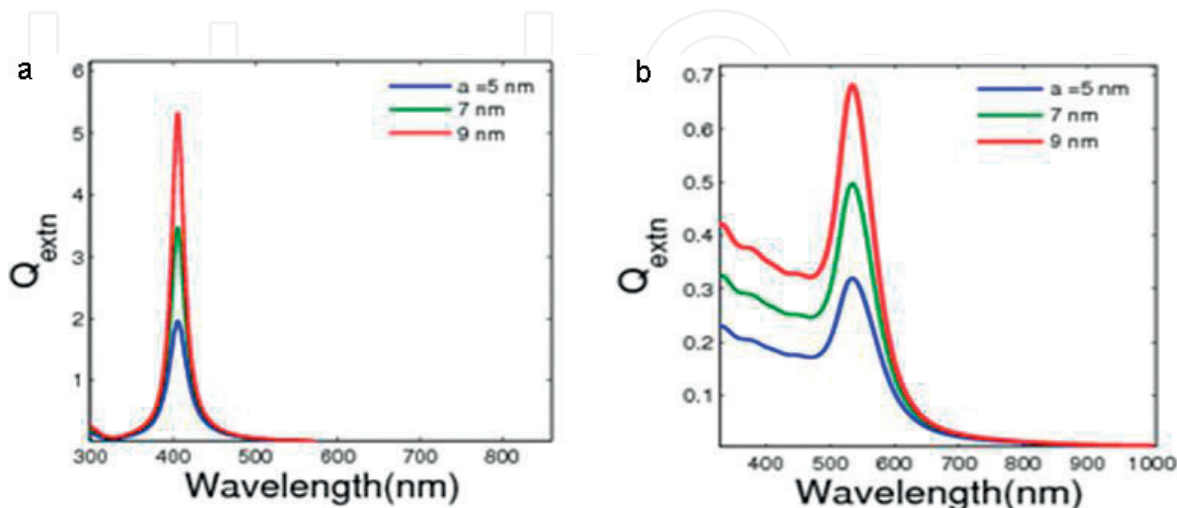 a
6
5
4
3
2
1
Q_extn
a =5 nm
7 nm
9 nm
300 400 500 600 700 800
Wavelength(nm)
b
0.7
0.6
0.5
0.4
0.3
0.2
0.1
Q_extn
a =5 nm
7 nm
9 nm
400 500 600 700 800 900 1000
Wavelength(nm)